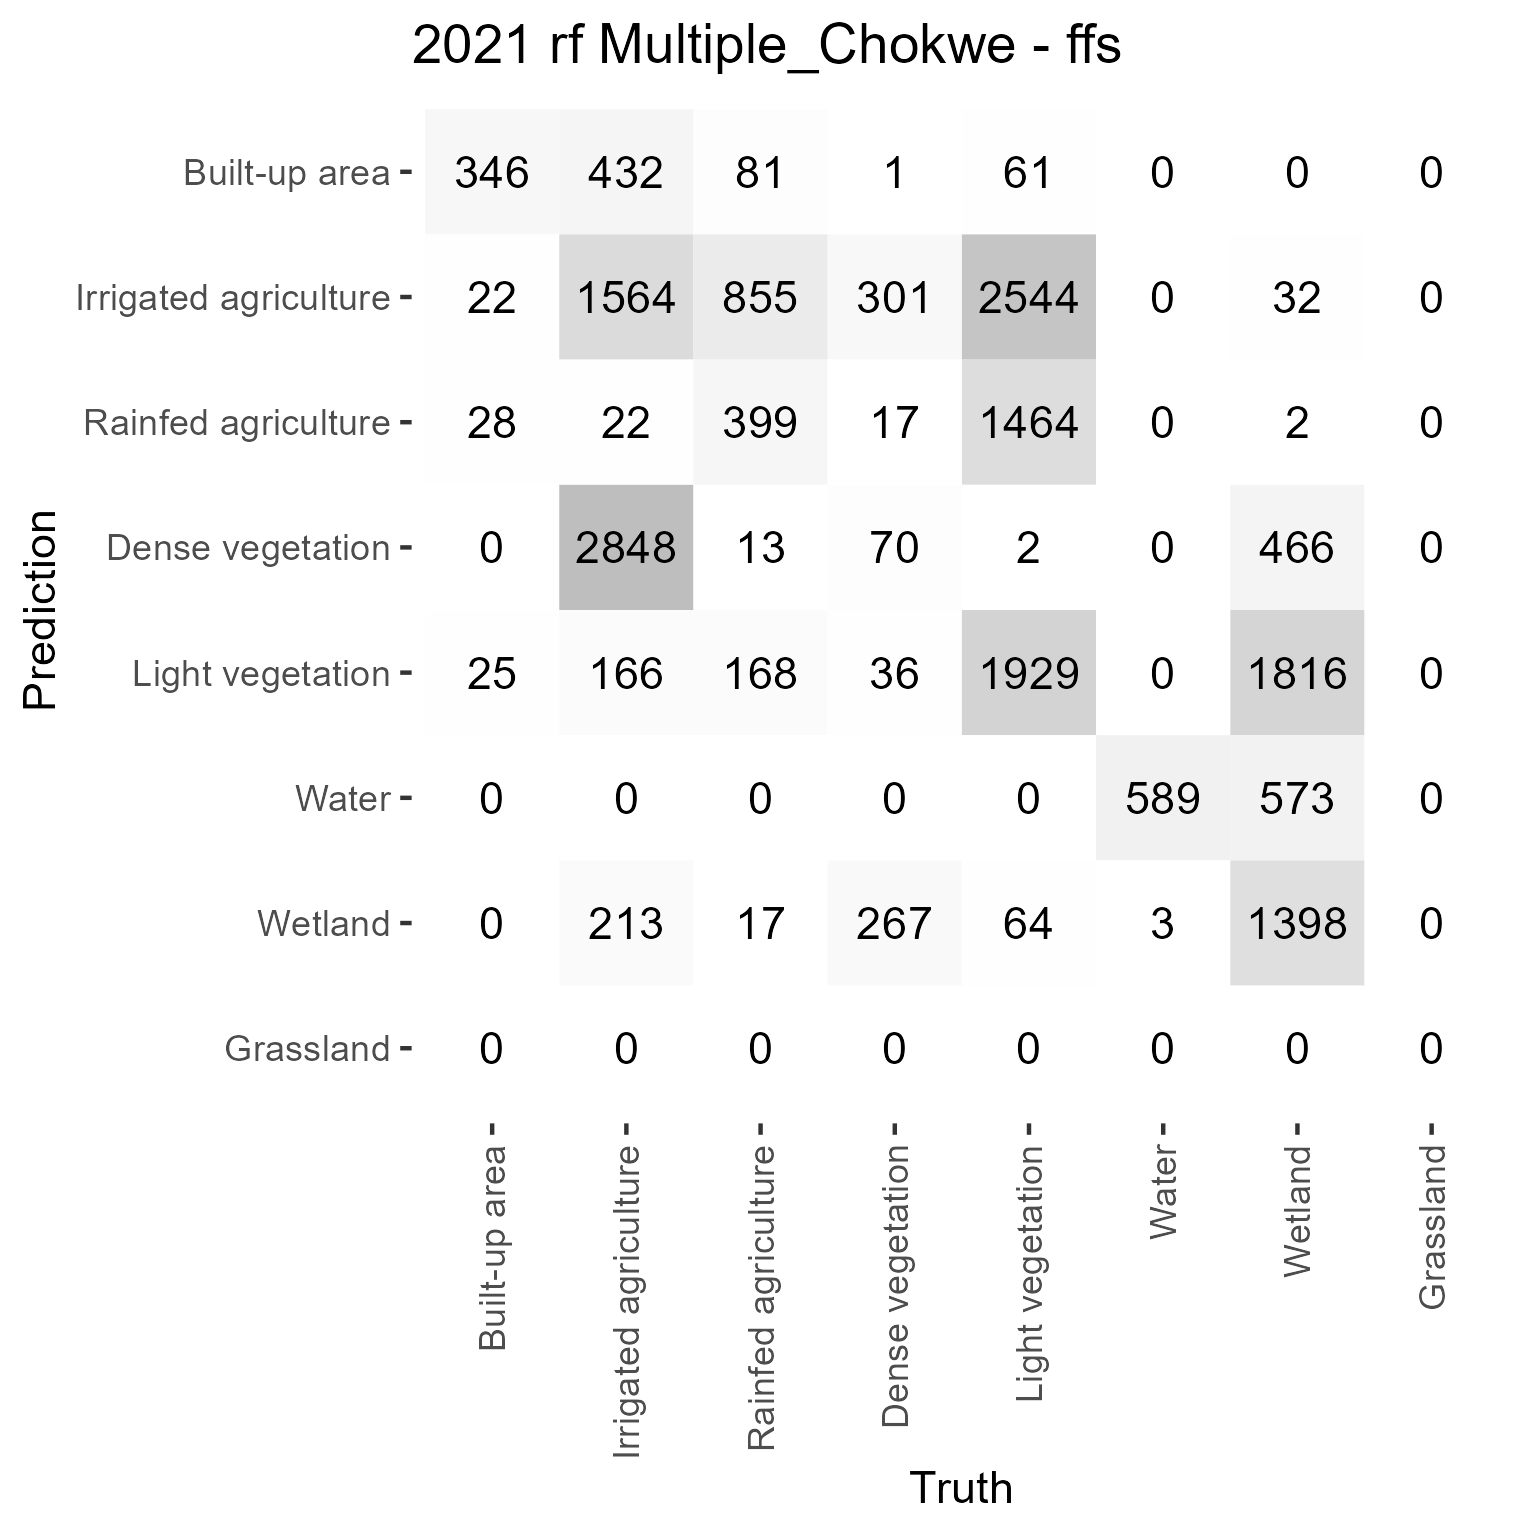 2021 rf Multiple_Chokwe - ffs
Built-up area 346 432 81 1 61 0 0 0
Irrigated agriculture 22 1564 855 301 2544 0 32 0
Rainfed agriculture 28 22 399 17 1464 0 2 0
Dense vegetation 0 2848 13 70 2 0 466 0
Light vegetation 25 166 168 36 1929 0 1816 0
Water 0 0 0 0 0 589 573 0
Wetland 0 213 17 267 64 3 1398 0
Grassland 0 0 0 0 0 0 0 0
Prediction
Built-up area
Irrigated agriculture
Rainfed agriculture
Dense vegetation
Light vegetation
Water
Wetland
Grassland
Truth